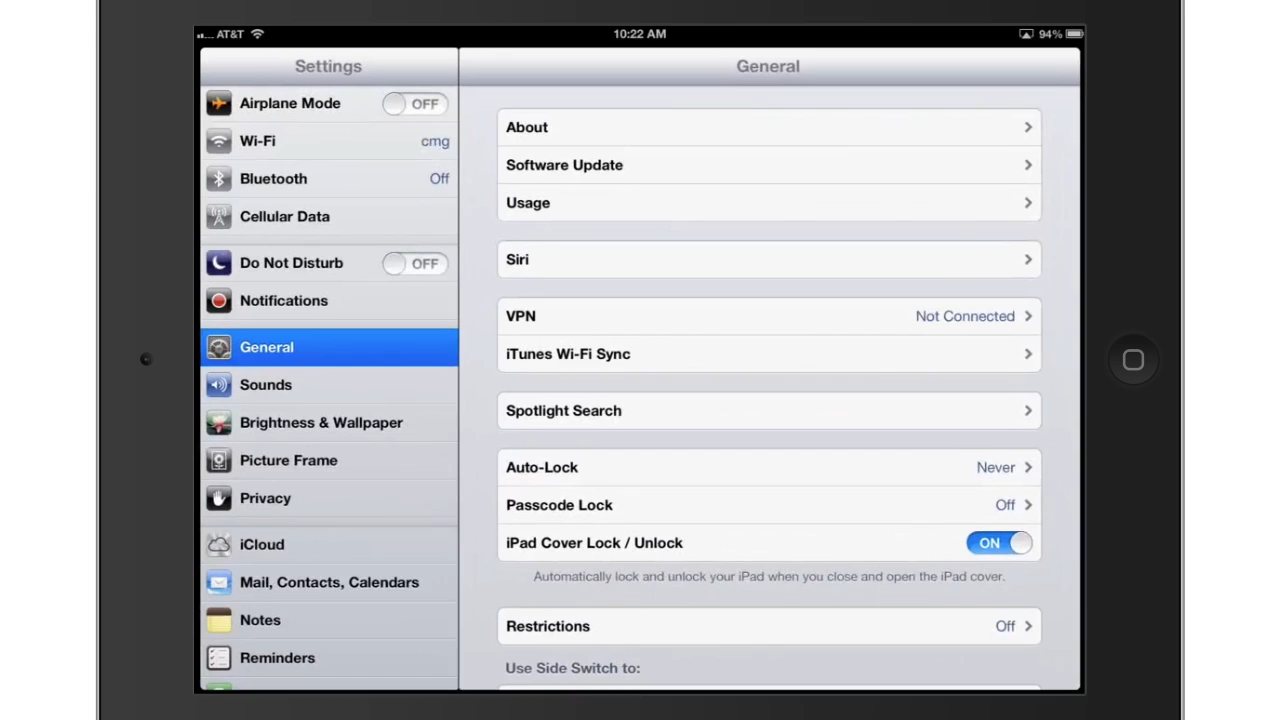 AT&T
10:22 AM
94%
Settings
General
Airplane Mode OFF
Wi-Fi cmg
Bluetooth Off
Cellular Data
Do Not Disturb OFF
Notifications
General
Sounds
Brightness & Wallpaper
Picture Frame
Privacy
iCloud
Mail, Contacts, Calendars
Notes
Reminders
About
Software Update
Usage
Siri
VPN Not Connected
iTunes Wi-Fi Sync
Spotlight Search
Auto-Lock Never
Passcode Lock Off
iPad Cover Lock / Unlock ON
Automatically lock and unlock your iPad when you close and open the iPad cover.
Restrictions Off
Use Side Switch to: